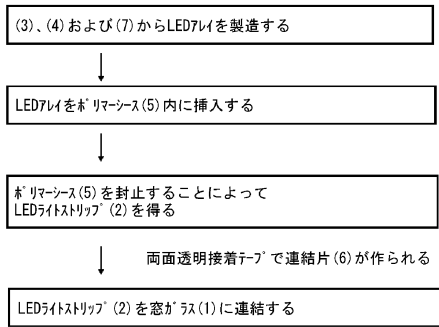 (3)、(4)および(7)からLEDｱﾚｲを製造する
LEDｱﾚｲをﾎﾟﾘﾏｰｼｰｽ(5)内に挿入する
ﾎﾟﾘﾏｰｼｰｽ(5)を封止することによって
LEDﾗｲﾄｽﾄﾘｯﾌﾟ(2)を得る
両面透明接着ﾃｰﾌﾟで連結片(6)が作られる
LEDﾗｲﾄｽﾄﾘｯﾌﾟ(2)を窓ｶﾞﾗｽ(1)に連結する